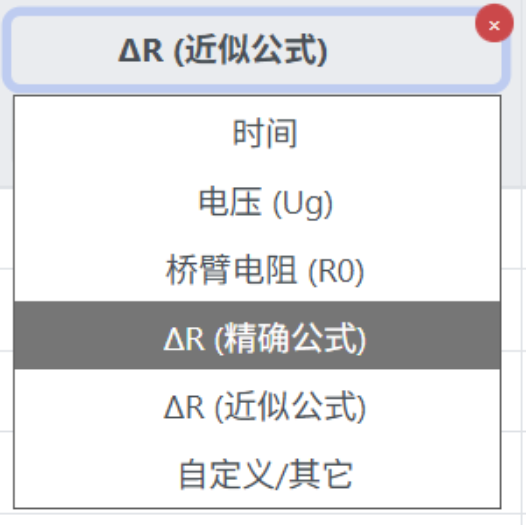 ΔR (近似公式)
×
时间
电压 (Ug)
桥臂电阻 (R0)
ΔR (精确公式)
ΔR (近似公式)
自定义/其它